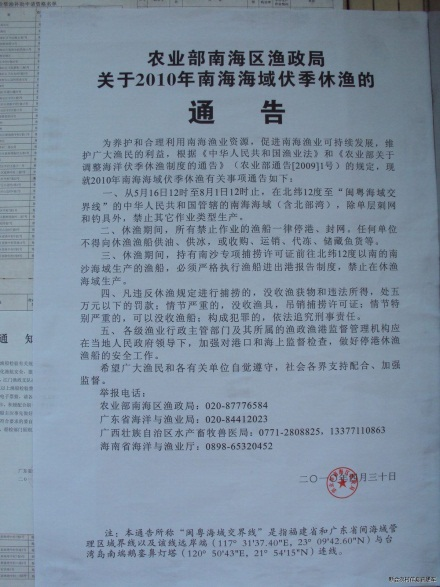 农业部南海区渔政局
关于2010年南海海域伏季休渔的
通 告
为养护和合理利用南海渔业资源，促进南海渔业可持续发展，维
护广大渔民的利益，根据《中华人民共和国渔业法》和《农业部关于
调整海洋伏季休渔制度的通告》（农业部通告[2009]1号）的规定，现
就2010年南海海域伏季休渔有关事项通告如下：
一、从5月16日12时至8月1日12时止，在北纬12度至“闽粤海域交
界线”的中华人民共和国管辖的南海海域（含北部湾），除单层刺网
和钓具外，禁止其它作业类型生产。
二、休渔期间，所有禁止作业的渔船一律停港、封网。任何单位
不得向休渔渔船供油、供冰，或收购、运销、代冻、储藏鱼货等。
三、休渔期间，持有南沙专项捕捞许可证前往北纬12度以南的南
沙海域生产的渔船，必须严格执行渔船进出港报告制度，禁止在休渔
海域生产。
四、凡违反休渔规定进行捕捞的，没收渔获物和违法所得，处五
万元以下的罚款；情节严重的，没收渔具，吊销捕捞许可证；情节特
别严重的，可以没收渔船；构成犯罪的，依法追究刑事责任。
五、各级渔业行政主管部门及其所属的渔政渔港监督管理机构应
在当地人民政府领导下，加强对港口和海上监督检查，做好停港休渔
渔船的安全工作。
希望广大渔民和各有关单位自觉遵守，社会各界支持配合、加强
监督。
举报电话：
农业部南海区渔政局：020-87776584
广东省海洋与渔业局：020-84412023
广西壮族自治区水产畜牧兽医局：0771-2808825，13377110863
海南省海洋与渔业厅：0898-65320452
二〇一〇年四月三十日
注：本通告所称“闽粤海域交界线”是指福建省和广东省间海域管
理区域界线以及该线远岸端（117°31′37.40″E，23°09′42.60″N）与台
湾岛南端鹅銮鼻灯塔（120°50′43″E，21°54′15″N）连线。
通 知